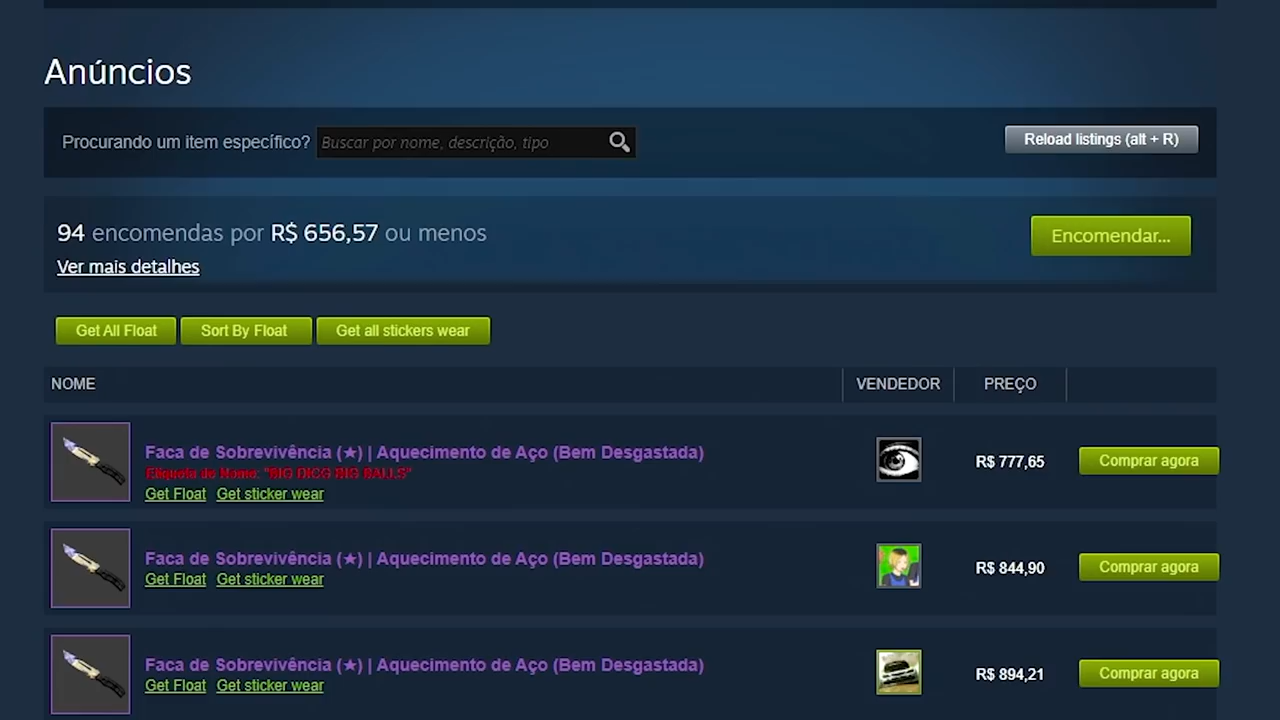 Anúncios
Procurando um item específico?
Buscar por nome, descrição, tipo
Reload listings (alt + R)
94 encomendas por R$ 656,57 ou menos
Encomendar...
Ver mais detalhes
Get All Float
Sort By Float
Get all stickers wear
NOME
VENDEDOR
PREÇO
Faca de Sobrevivência (★) | Aquecimento de Aço (Bem Desgastada)
Etiqueta de Nome: "BIG DICG BIG BALLS"
Get Float Get sticker wear
R$ 777,65
Comprar agora
Faca de Sobrevivência (★) | Aquecimento de Aço (Bem Desgastada)
Get Float Get sticker wear
R$ 844,90
Comprar agora
Faca de Sobrevivência (★) | Aquecimento de Aço (Bem Desgastada)
Get Float Get sticker wear
R$ 894,21
Comprar agora